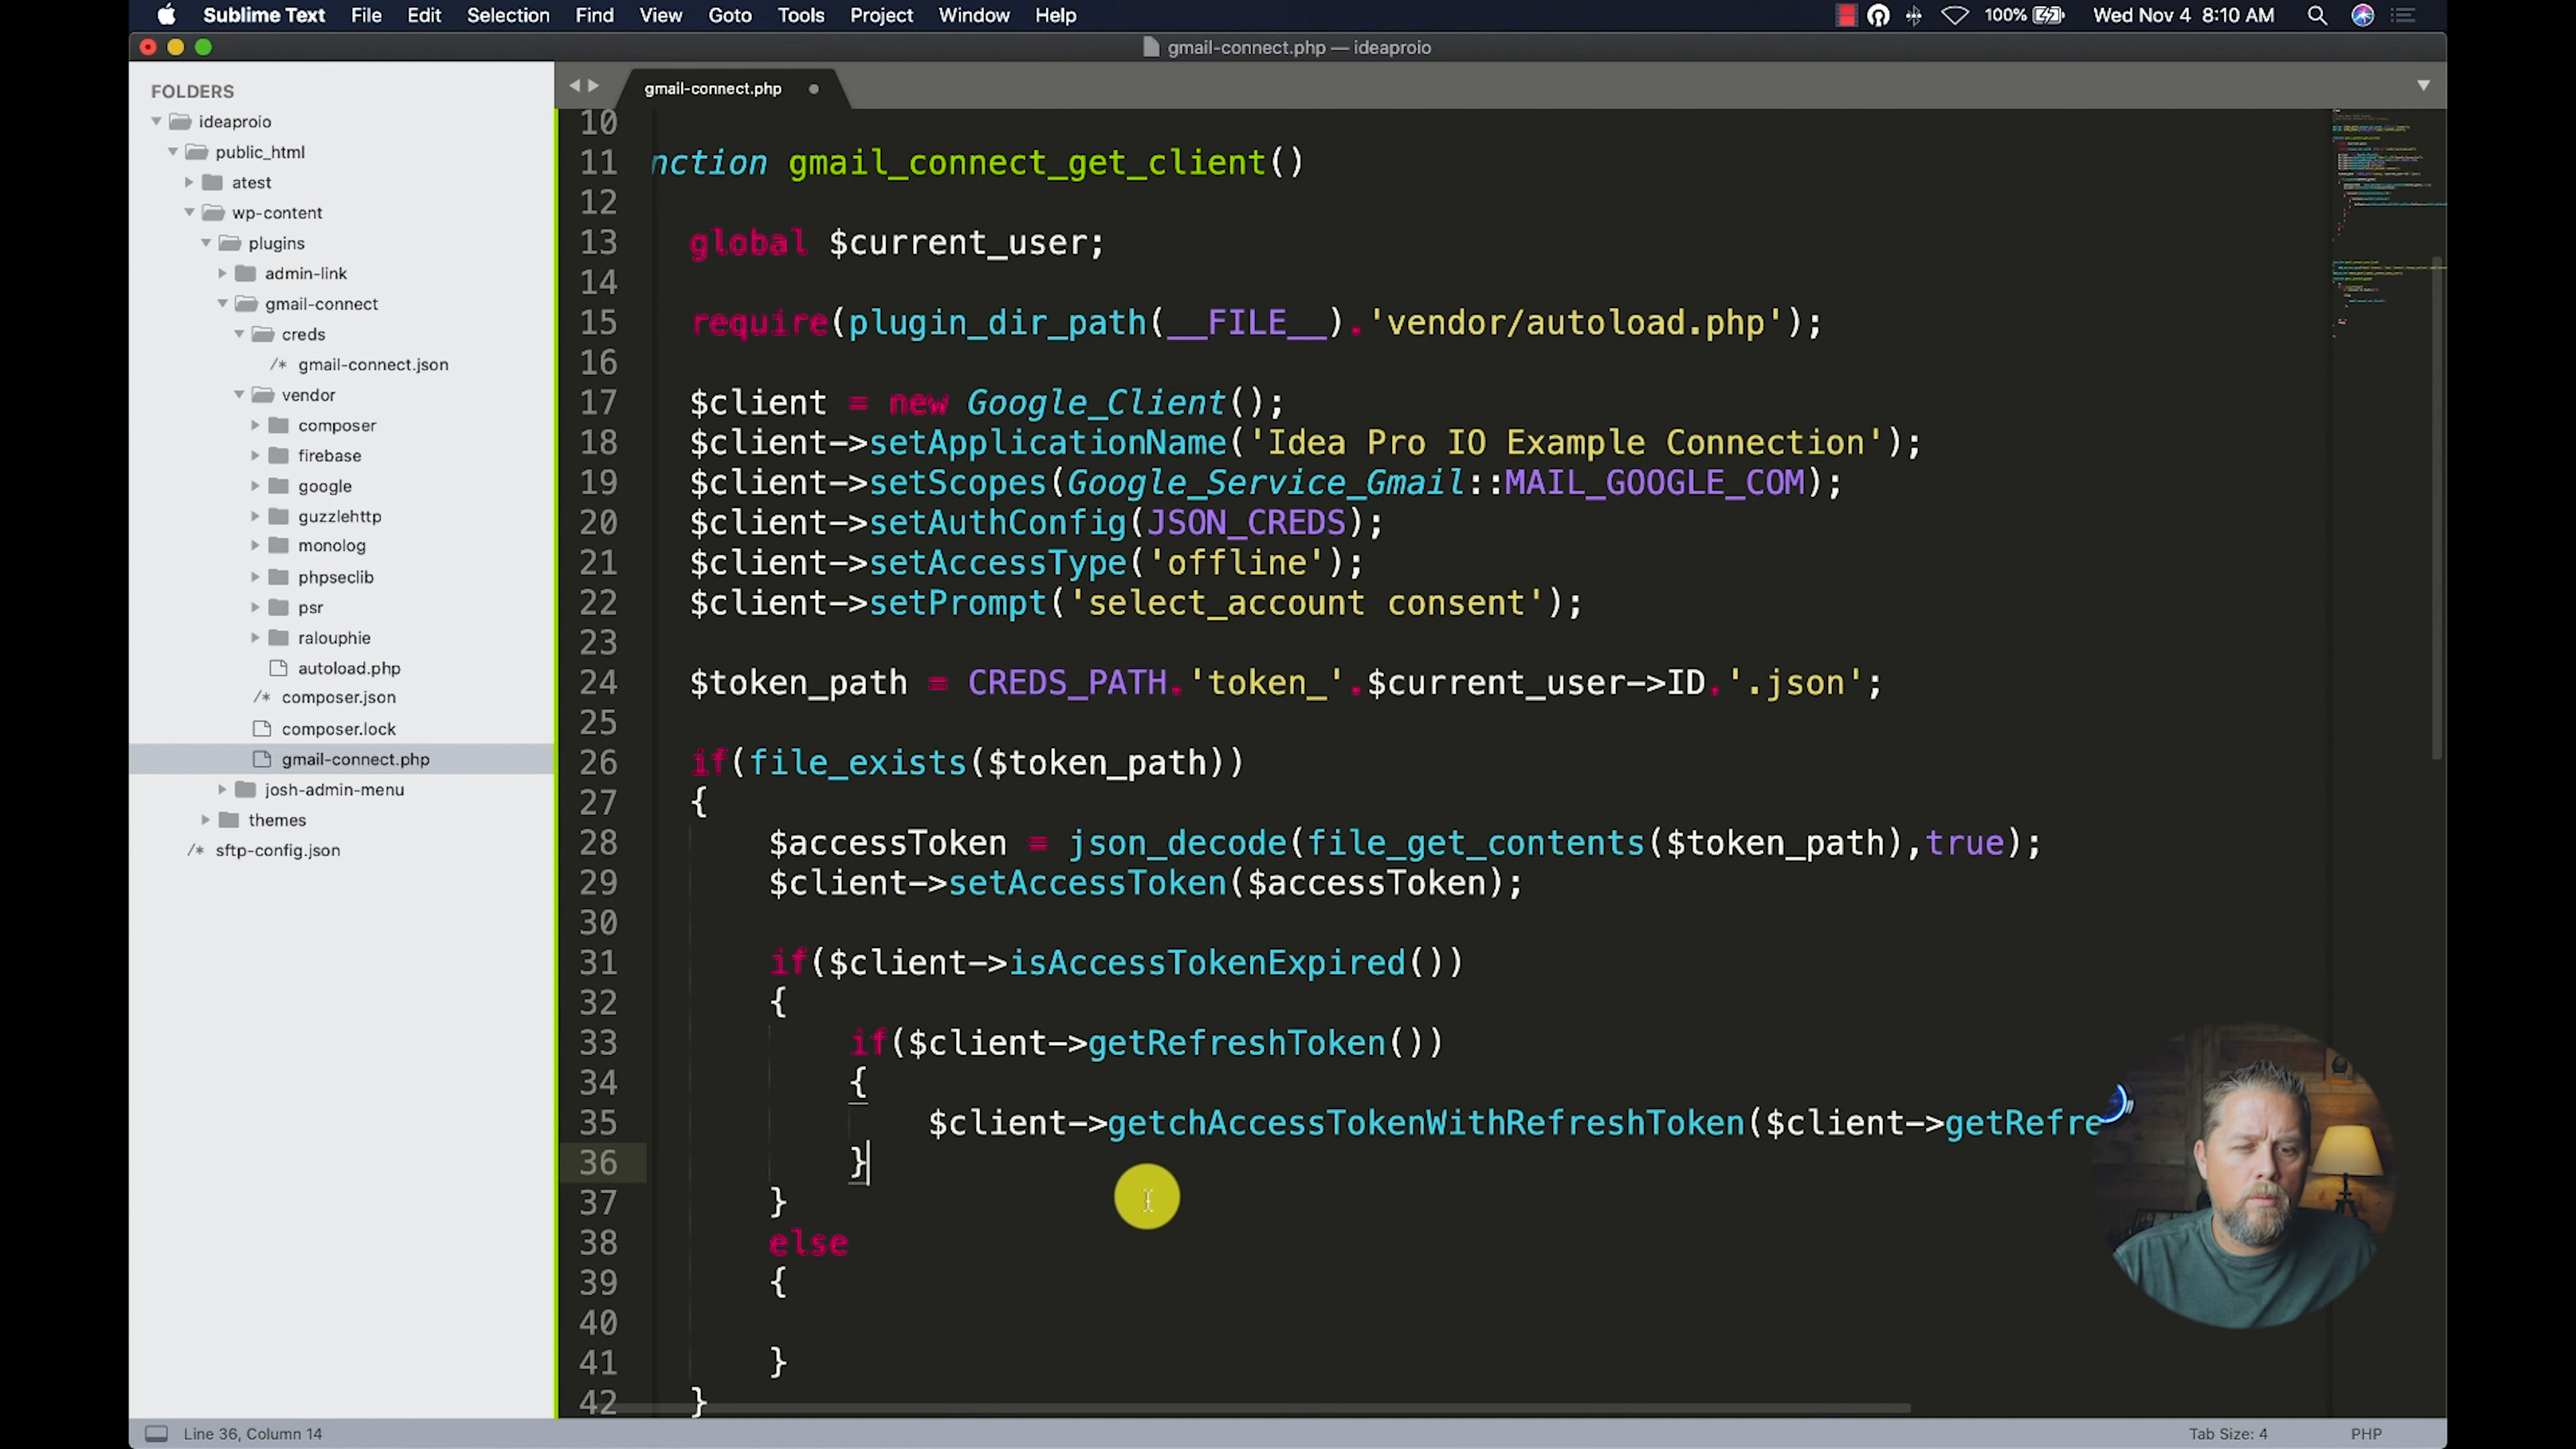 Sublime Text File Edit Selection Find View Goto Tools Project Window Help 100% Wed Nov 4 8:10 AM
gmail-connect.php — ideaproio
FOLDERS
ideaproio
public_html
atest
wp-content
plugins
admin-link
gmail-connect
creds
/* gmail-connect.json
vendor
composer
firebase
google
guzzlehttp
monolog
phpseclib
psr
ralouphie
autoload.php
/* composer.json
composer.lock
gmail-connect.php
josh-admin-menu
themes
/* sftp-config.json
gmail-connect.php
10
11 nction gmail_connect_get_client()
12
13 global $current_user;
14
15 require(plugin_dir_path(__FILE__).'vendor/autoload.php');
16
17 $client = new Google_Client();
18 $client->setApplicationName('Idea Pro IO Example Connection');
19 $client->setScopes(Google_Service_Gmail::MAIL_GOOGLE_COM);
20 $client->setAuthConfig(JSON_CREDS);
21 $client->setAccessType('offline');
22 $client->setPrompt('select_account consent');
23
24 $token_path = CREDS_PATH.'token_'.$current_user->ID.'.json';
25
26 if(file_exists($token_path))
27 {
28 $accessToken = json_decode(file_get_contents($token_path),true);
29 $client->setAccessToken($accessToken);
30
31 if($client->isAccessTokenExpired())
32 {
33 if($client->getRefreshToken())
34 {
35 $client->getchAccessTokenWithRefreshToken($client->getRefre
36 }
37 }
38 else
39 {
40
41 }
42 }
Line 36, Column 14 Tab Size: 4 PHP